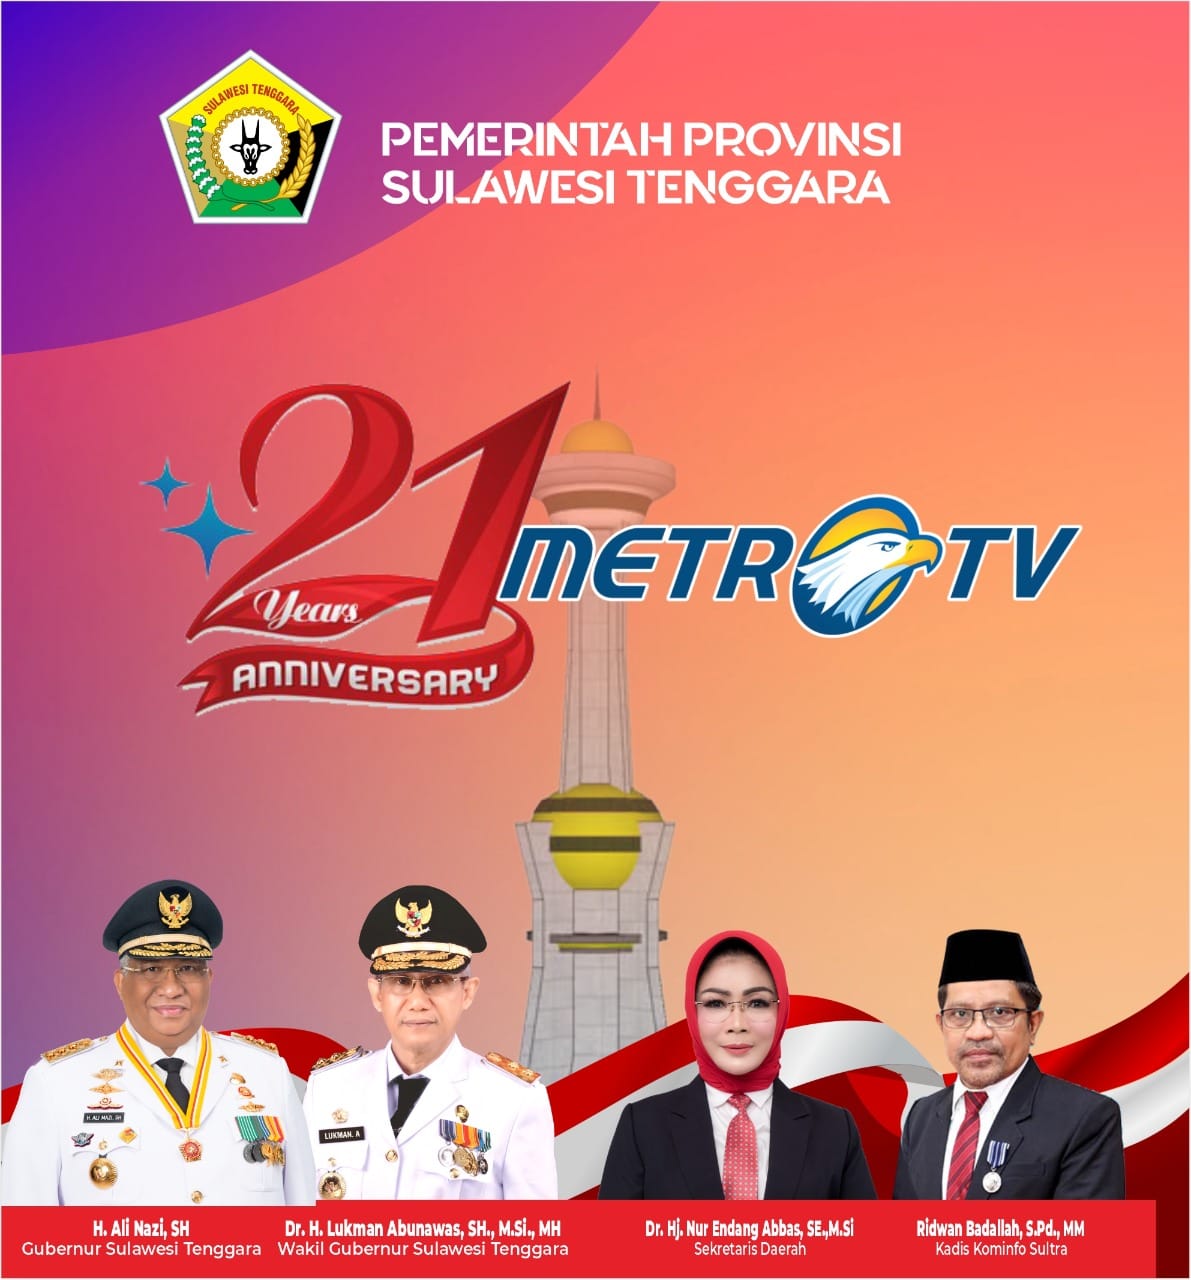 SULAWESI TENGGARA
PEMERINTAH PROVINSI
SULAWESI TENGGARA
21
Years
ANNIVERSARY
METRO TV
H. ALI MAZI, SH
LUKMAN. A
H. Ali Nazi, SH
Gubernur Sulawesi Tenggara
Dr. H. Lukman Abunawas, SH., M.Si., MH
Wakil Gubernur Sulawesi Tenggara
Dr. Hj. Nur Endang Abbas, SE.,M.Si
Sekretaris Daerah
Ridwan Badallah, S.Pd., MM
Kadis Kominfo Sultra